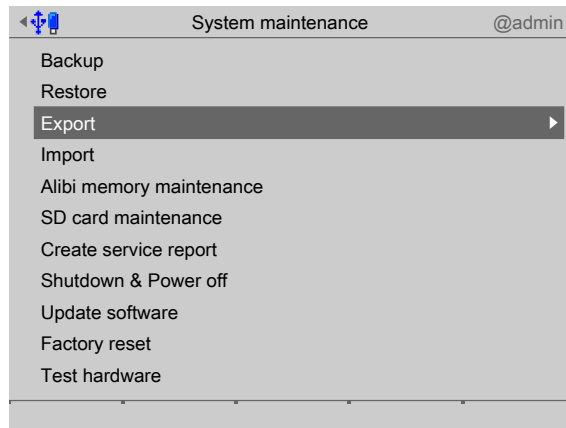 System maintenance @admin
Backup
Restore
Export
Import
Alibi memory maintenance
SD card maintenance
Create service report
Shutdown & Power off
Update software
Factory reset
Test hardware